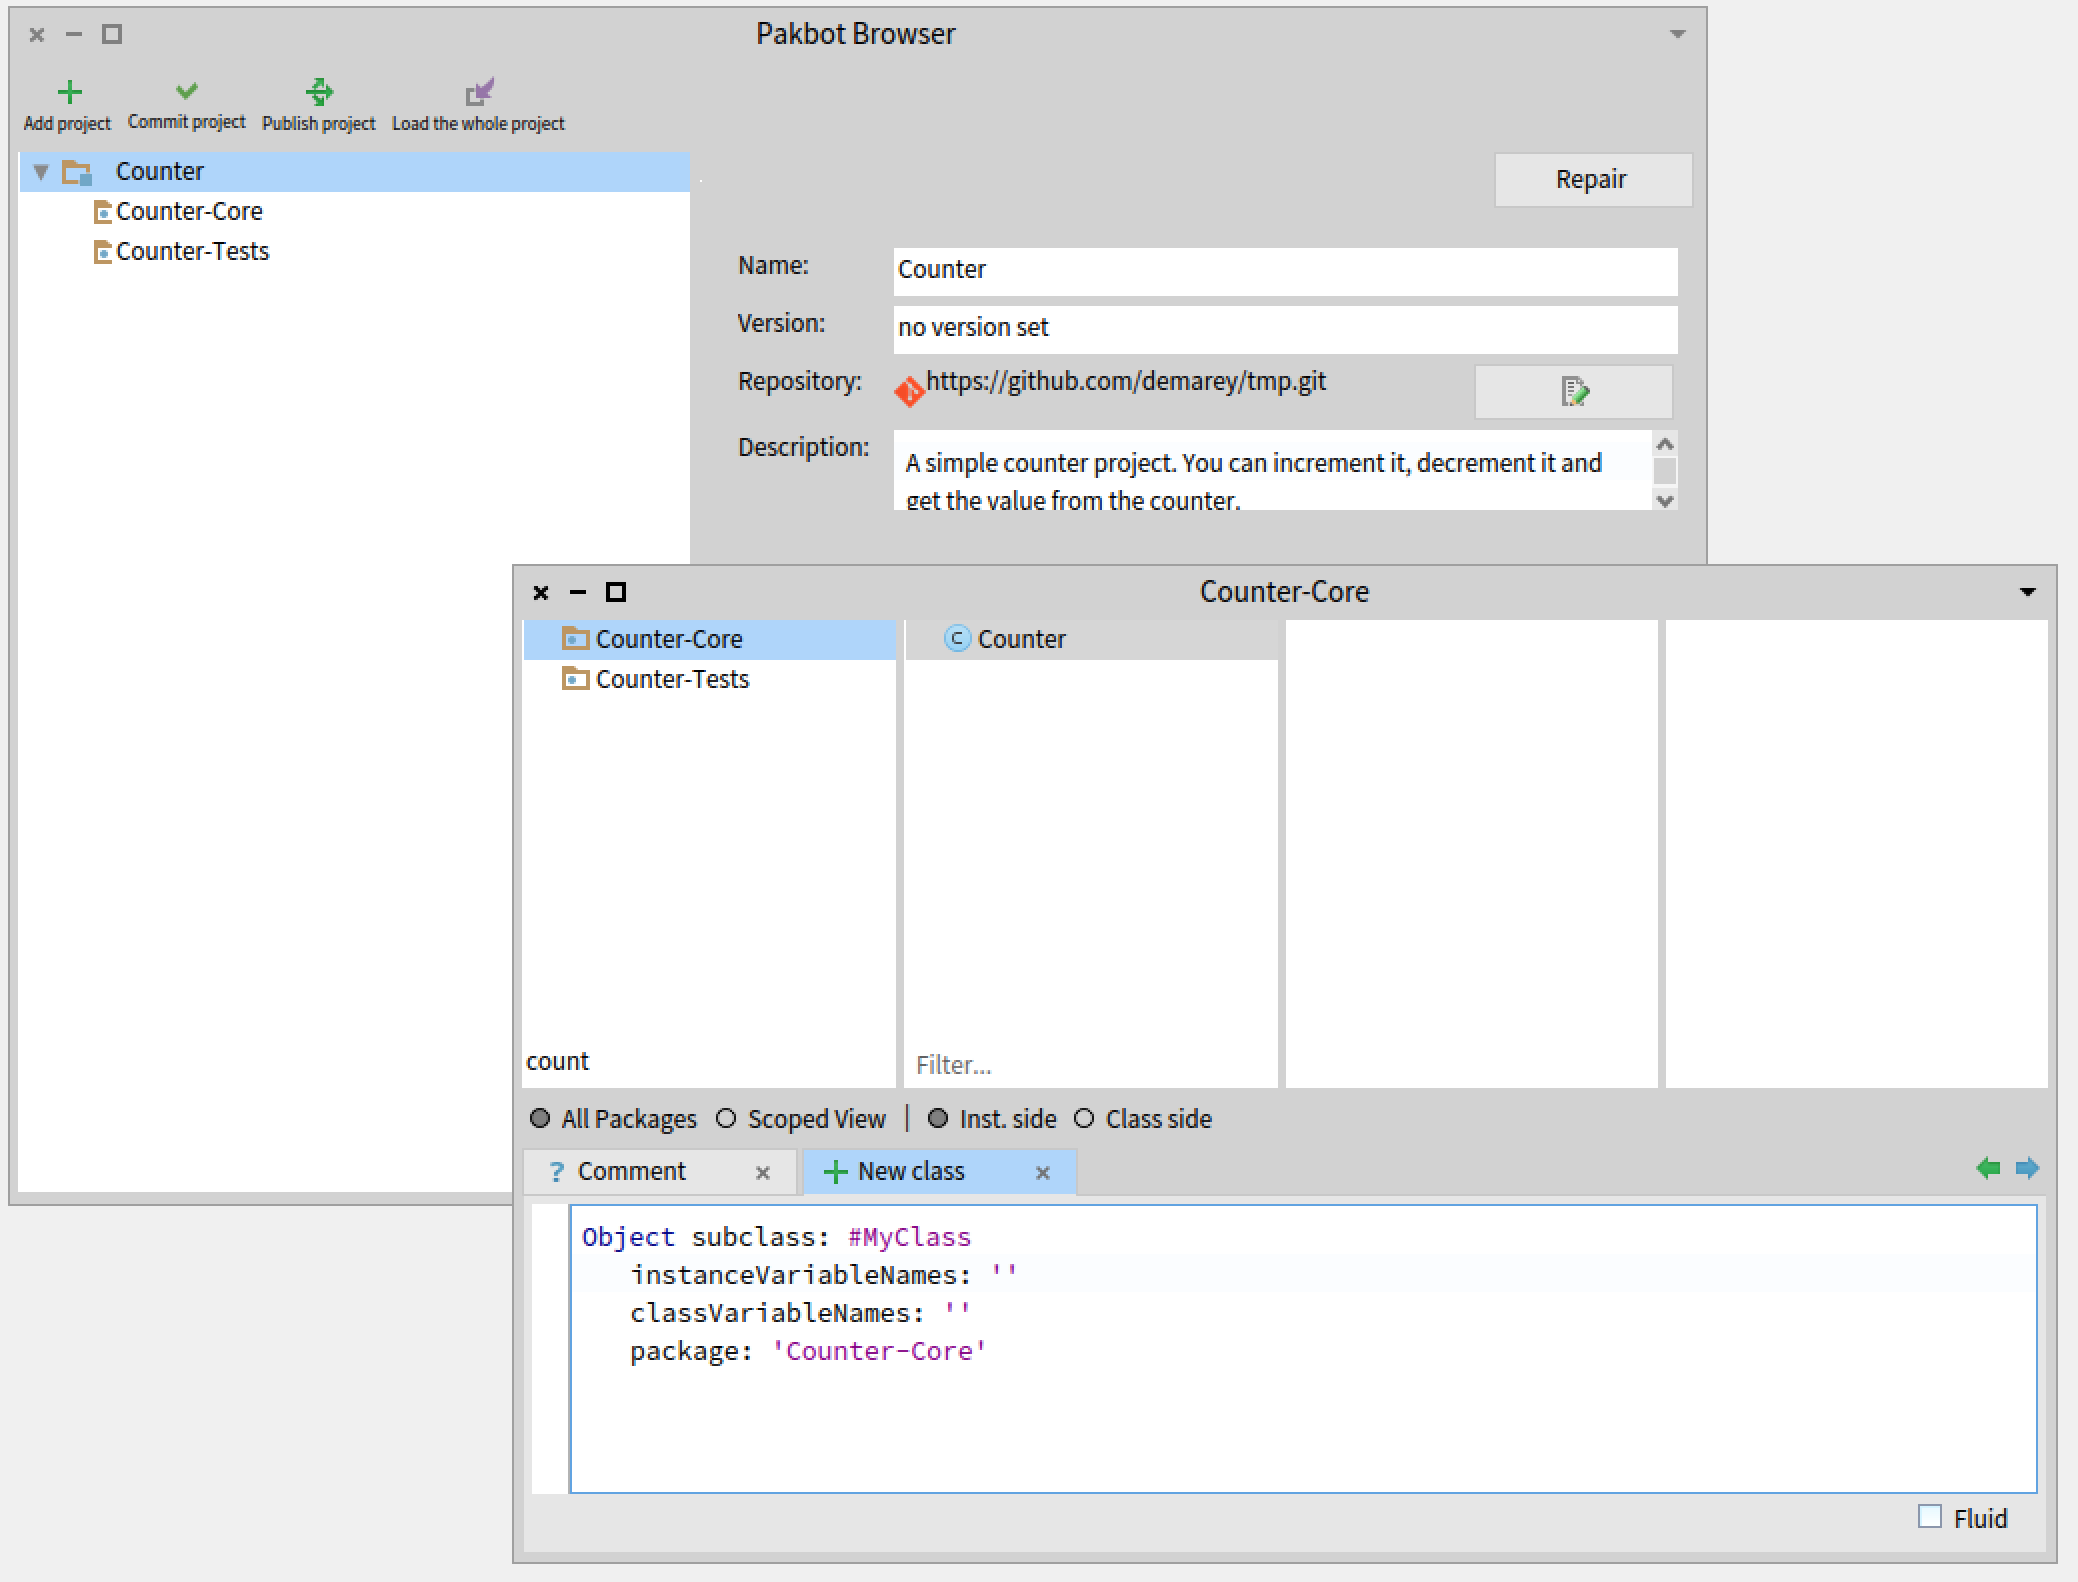 Pakbot Browser
Add project Commit project Publish project Load the whole project
Counter
Counter-Core
Counter-Tests
Repair
Name: Counter
Version: no version set
Repository: https://github.com/demarey/tmp.git
Description: A simple counter project. You can increment it, decrement it and
get the value from the counter.
Counter-Core
Counter-Core Counter
Counter-Tests
count Filter...
All Packages Scoped View | Inst. side Class side
? Comment New class
Object subclass: #MyClass
instanceVariableNames: ''
classVariableNames: ''
package: 'Counter-Core'
Fluid